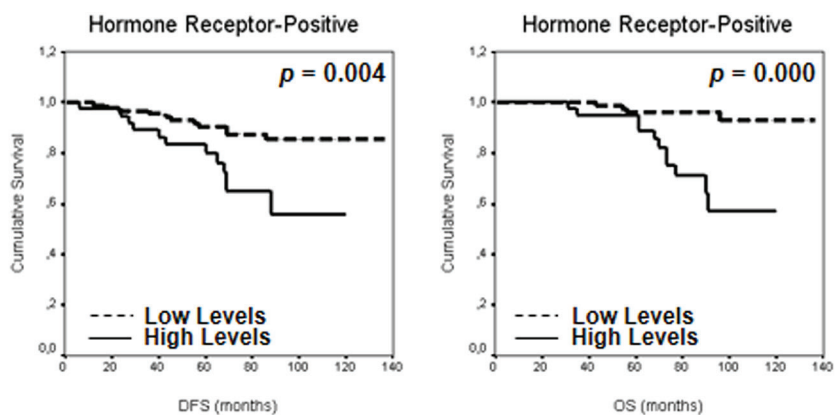 Hormone Receptor-Positive
p = 0.004
Cumulative Survival
1,2
1,0
,8
,6
,4
,2
0,0
Low Levels
High Levels
0 20 40 60 80 100 120 140
DFS (months)
Hormone Receptor-Positive
p = 0.000
Cumulative Survival
1,2
1,0
,8
,6
,4
,2
0,0
Low Levels
High Levels
0 20 40 60 80 100 120 140
OS (months)